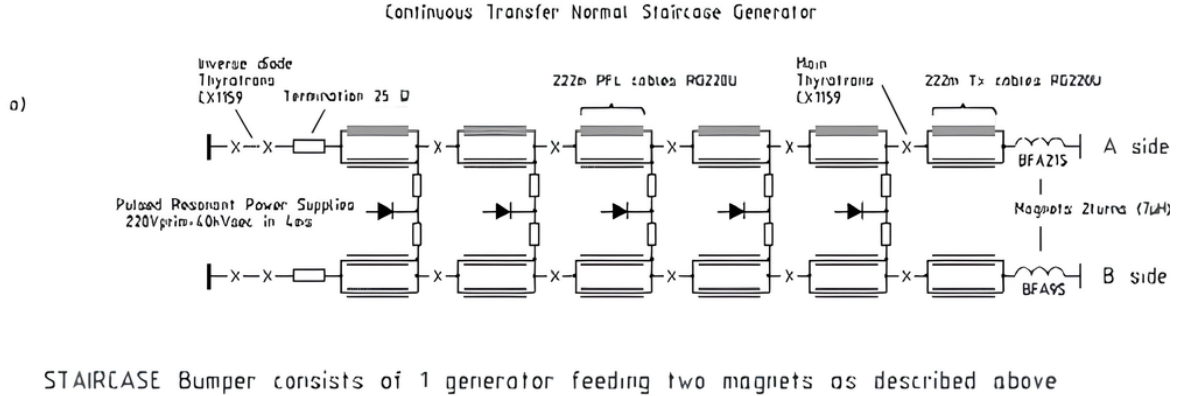 Continuous Transfer Normal Staircase Generator
a)
Inverse diode
Thyratrons
CX1159
Termination 25 Ω
222m PFL cables RG220U
Main
Thyratrons
CX1159
222m Tx cables RG220U
A side
BFA21S
Pulsed Resonant Power Supplies
220Vprim.40kVsec in 4ms
Magnets 2turns (7µH)
B side
BFA9S
STAIRCASE Bumper consists of 1 generator feeding two magnets as described above